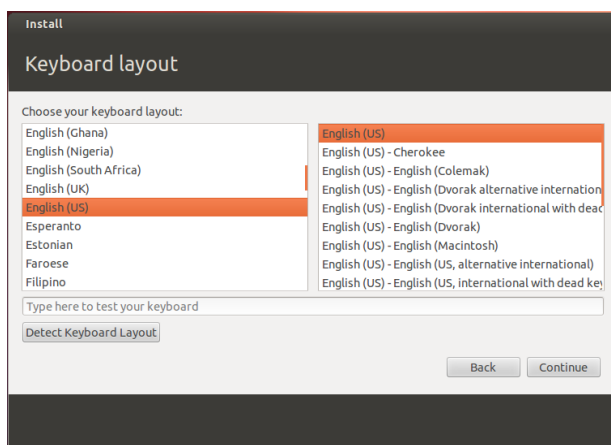 Install
Keyboard layout
Choose your keyboard layout:
English (Ghana)
English (Nigeria)
English (South Africa)
English (UK)
English (US)
Esperanto
Estonian
Faroese
Filipino
English (US)
English (US) - Cherokee
English (US) - English (Colemak)
English (US) - English (Dvorak alternative internation
English (US) - English (Dvorak international with dead
English (US) - English (Dvorak)
English (US) - English (Macintosh)
English (US) - English (US, alternative international)
English (US) - English (US, international with dead key
Type here to test your keyboard
Detect Keyboard Layout
Back Continue